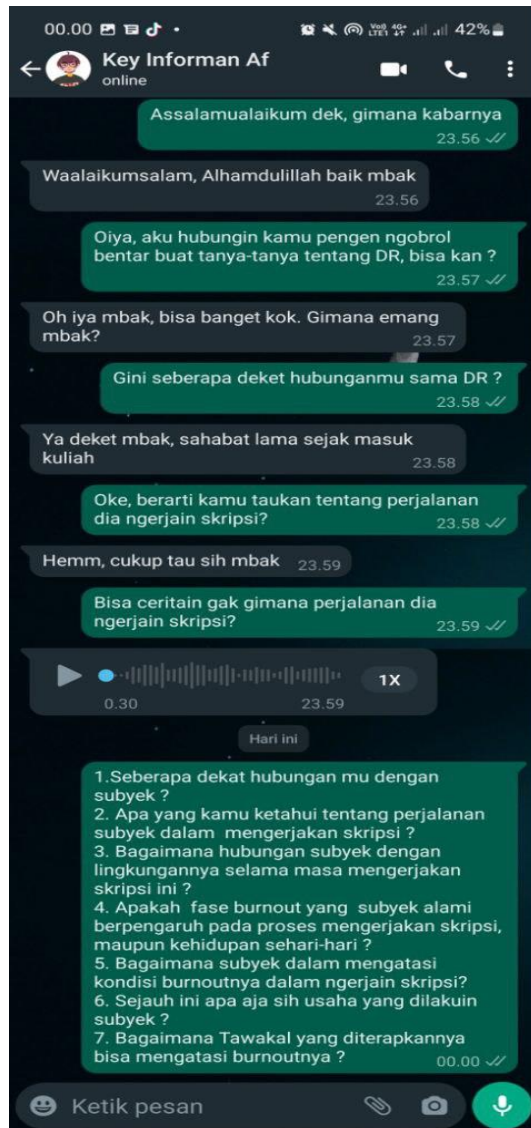 00.00
VoD LTE1 4G+ 42%
Key Informan Af
online
Assalamualaikum dek, gimana kabarnya
23.56
Waalaikumsalam, Alhamdulillah baik mbak
23.56
Oiya, aku hubungin kamu pengen ngobrol
bentar buat tanya-tanya tentang DR, bisa kan ?
23.57
Oh iya mbak, bisa banget kok. Gimana emang
mbak?
23.57
Gini seberapa deket hubunganmu sama DR ?
23.58
Ya deket mbak, sahabat lama sejak masuk
kuliah
23.58
Oke, berarti kamu taukan tentang perjalanan
dia ngerjain skripsi?
23.58
Hemm, cukup tau sih mbak 23.59
Bisa ceritain gak gimana perjalanan dia
ngerjain skripsi?
23.59
1X
0.30 23.59
Hari ini
1.Seberapa dekat hubungan mu dengan
subyek ?
2. Apa yang kamu ketahui tentang perjalanan
subyek dalam mengerjakan skripsi ?
3. Bagaimana hubungan subyek dengan
lingkungannya selama masa mengerjakan
skripsi ini ?
4. Apakah fase burnout yang subyek alami
berpengaruh pada proses mengerjakan skripsi,
maupun kehidupan sehari-hari ?
5. Bagaimana subyek dalam mengatasi
kondisi burnoutnya dalam ngerjain skripsi?
6. Sejauh ini apa aja sih usaha yang dilakuin
subyek ?
7. Bagaimana Tawakal yang diterapkannya
bisa mengatasi burnoutnya ?
00.00
Ketik pesan